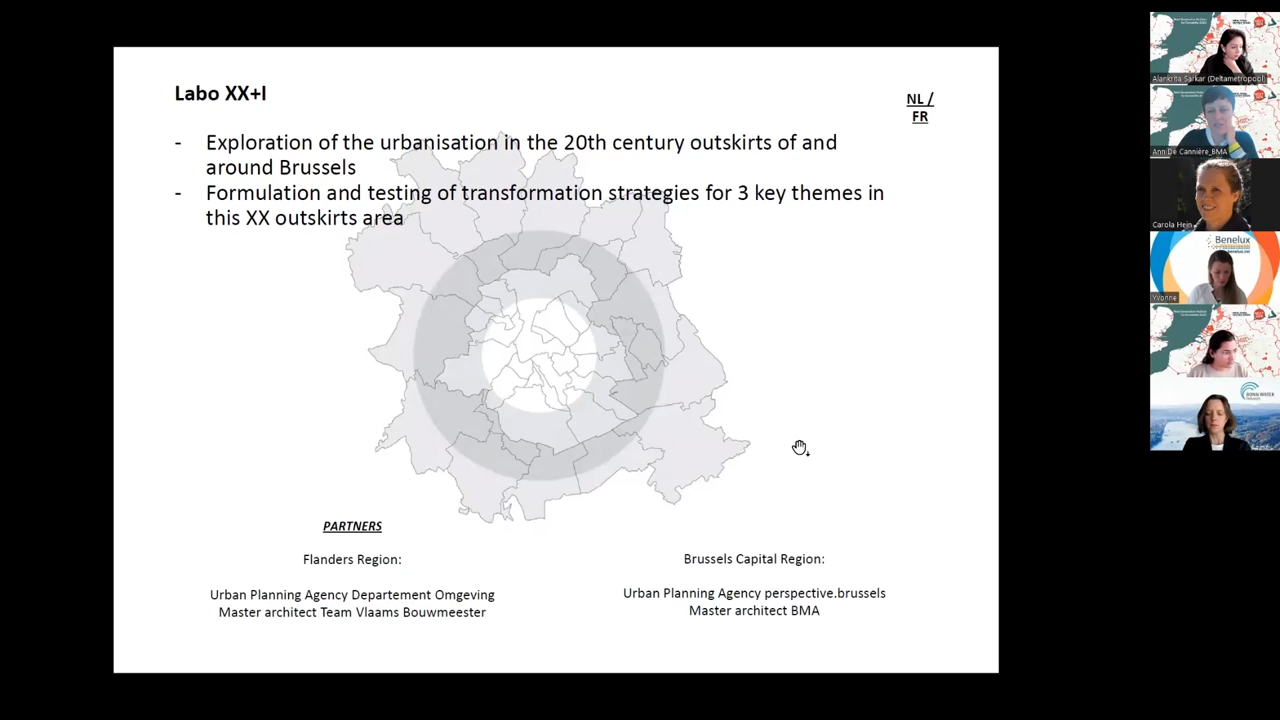 Labo XX+I
NL /
FR
- Exploration of the urbanisation in the 20th century outskirts of and
around Brussels
- Formulation and testing of transformation strategies for 3 key themes in
this XX outskirts area
PARTNERS
Flanders Region:
Urban Planning Agency Departement Omgeving
Master architect Team Vlaams Bouwmeester
Brussels Capital Region:
Urban Planning Agency perspective.brussels
Master architect BMA
Alankrita Sarkar (Deltametropool)
Ann De Cannière_BMA
Carola Hein
Benelux
Yvonne
BONN WATER